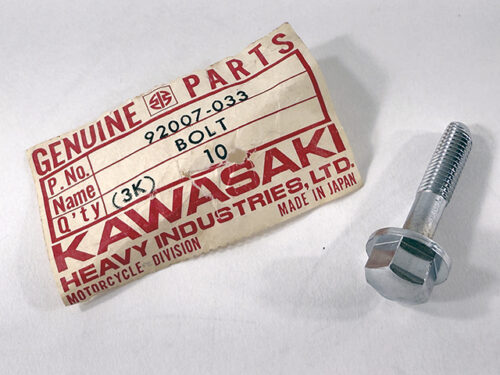 GENUINE PARTS
P. No. 92007-033
Name BOLT
Q'ty (3K) 10
KAWASAKI
HEAVY INDUSTRIES, LTD.
MOTORCYCLE DIVISION MADE IN JAPAN